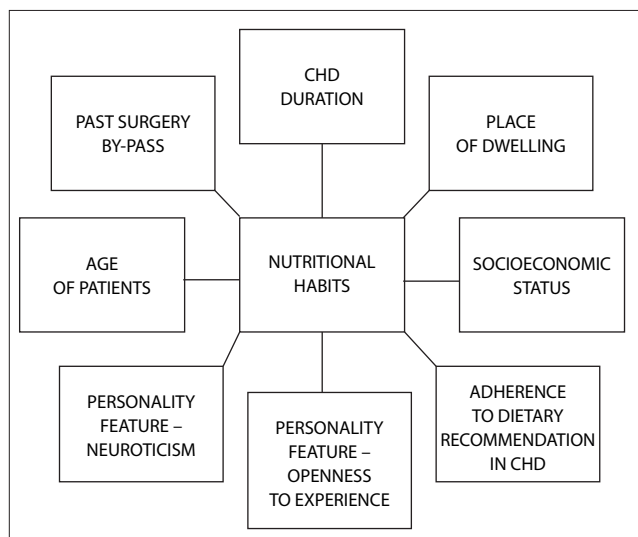 CHD
DURATION
PAST SURGERY
BY-PASS
PLACE
OF DWELLING
AGE
OF PATIENTS
NUTRITIONAL
HABITS
SOCIOECONOMIC
STATUS
PERSONALITY
FEATURE –
NEUROTICISM
PERSONALITY
FEATURE –
OPENNESS
TO EXPERIENCE
ADHERENCE
TO DIETARY
RECOMMENDATION
IN CHD